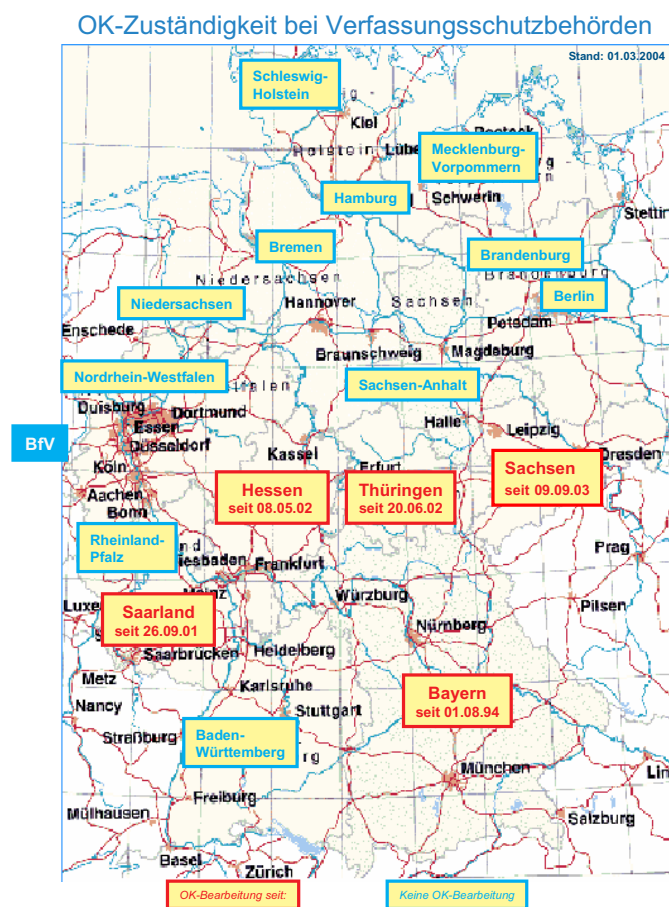 OK-Zuständigkeit bei Verfassungsschutzbehörden
Stand: 01.03.2004
Schleswig-
Holstein
Kiel
Holstein
Mecklenburg-
Vorpommern
Schwerin
Hamburg
Stettin
Bremen
Brandenburg
Niedersachsen
Brandenburg
Niedersachsen
Hannover
Sachsen
Berlin
Enschede
Potsdam
Braunschweig
Magdeburg
Nordrhein-Westfalen
Sachsen-Anhalt
Duisburg
Dortmund
Essen
Halle
Leipzig
BfV
Düsseldorf
Kassel
Dresden
Köln
Erfurt
Aachen
Hessen
seit 08.05.02
Thüringen
seit 20.06.02
Sachsen
seit 09.09.03
Bonn
Rheinland-
Pfalz
Prag
Frankfurt
Würzburg
Pilsen
Saarland
seit 26.09.01
Nürnberg
Heidelberg
Saarbrücken
Metz
Karlsruhe
Bayern
seit 01.08.94
Nancy
Stuttgart
Straßburg
Baden-
Württemberg
München
Freiburg
Mülhausen
Salzburg
Basel
Zürich
OK-Bearbeitung seit:
Keine OK-Bearbeitung